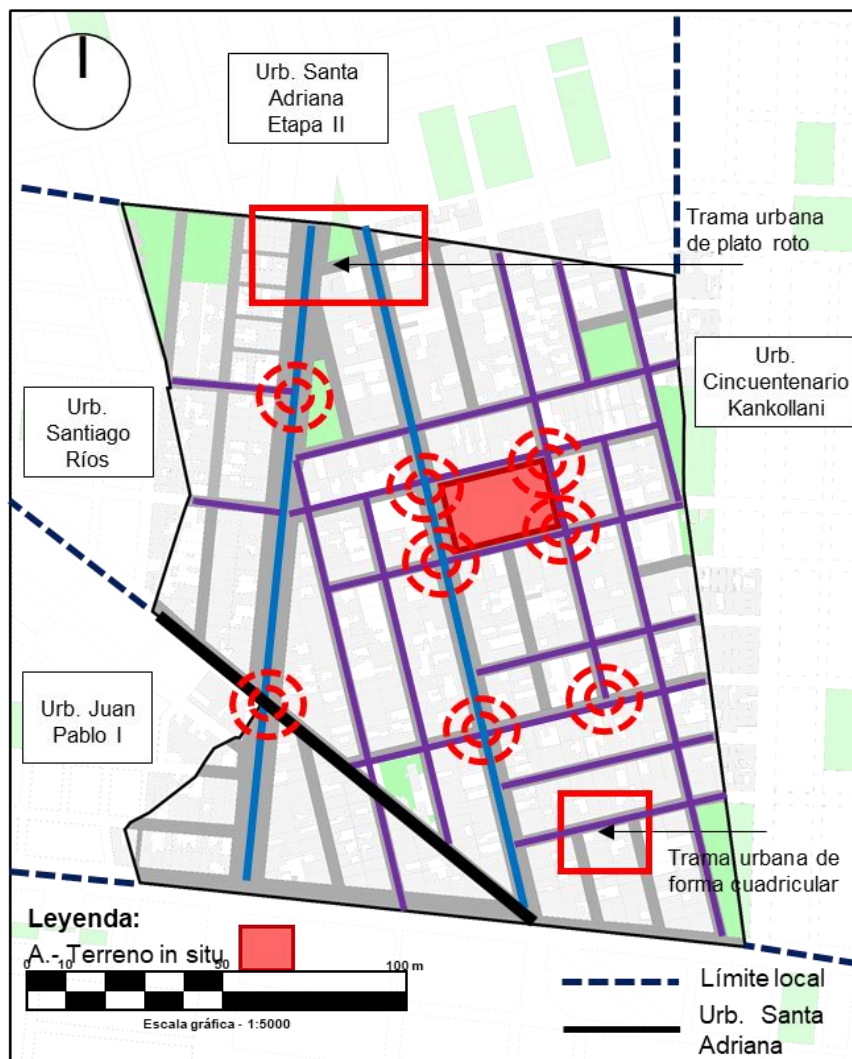 Urb. Santa
Adriana
Etapa II
Trama urbana
de plato roto
Urb.
Cincuentenario
Kankollani
Urb.
Santiago
Ríos
Urb. Juan
Pablo I
Trama urbana de
forma cuadricular
Leyenda:
A.- Terreno in situ
0 10 50 100 m
Escala gráfica - 1:5000
Límite local
Urb. Santa
Adriana